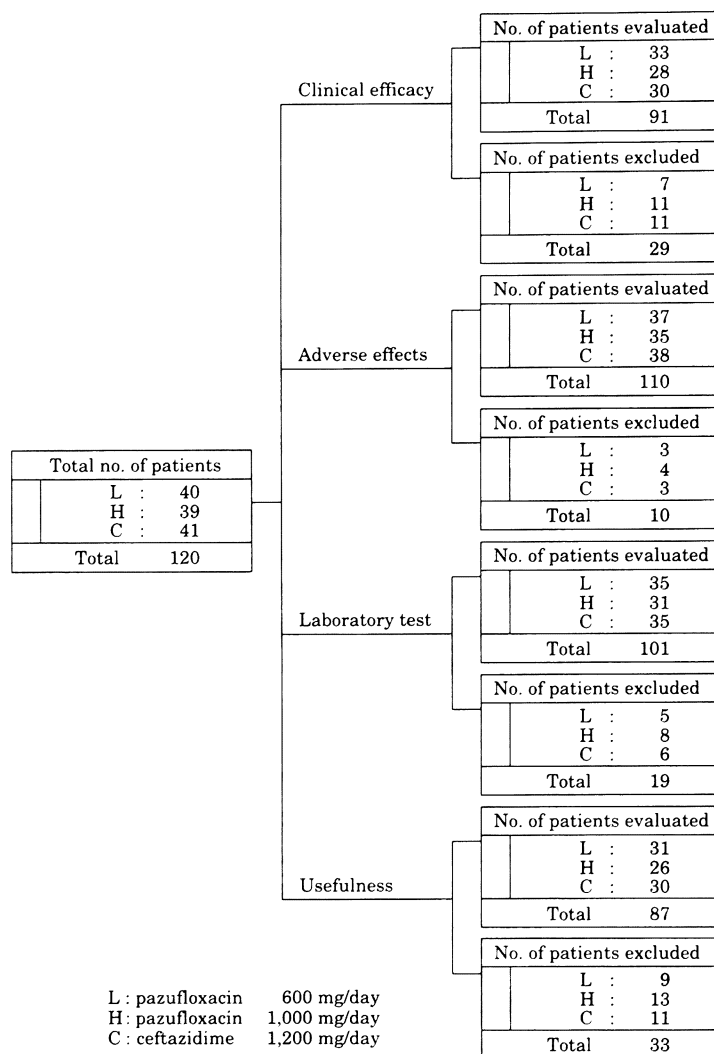 Total no. of patients
L : 40
H : 39
C : 41
Total 120
Clinical efficacy
No. of patients evaluated
L : 33
H : 28
C : 30
Total 91
No. of patients excluded
L : 7
H : 11
C : 11
Total 29
Adverse effects
No. of patients evaluated
L : 37
H : 35
C : 38
Total 110
No. of patients excluded
L : 3
H : 4
C : 3
Total 10
Laboratory test
No. of patients evaluated
L : 35
H : 31
C : 35
Total 101
No. of patients excluded
L : 5
H : 8
C : 6
Total 19
Usefulness
No. of patients evaluated
L : 31
H : 26
C : 30
Total 87
No. of patients excluded
L : 9
H : 13
C : 11
Total 33
L : pazufloxacin 600 mg/day
H : pazufloxacin 1,000 mg/day
C : ceftazidime 1,200 mg/day